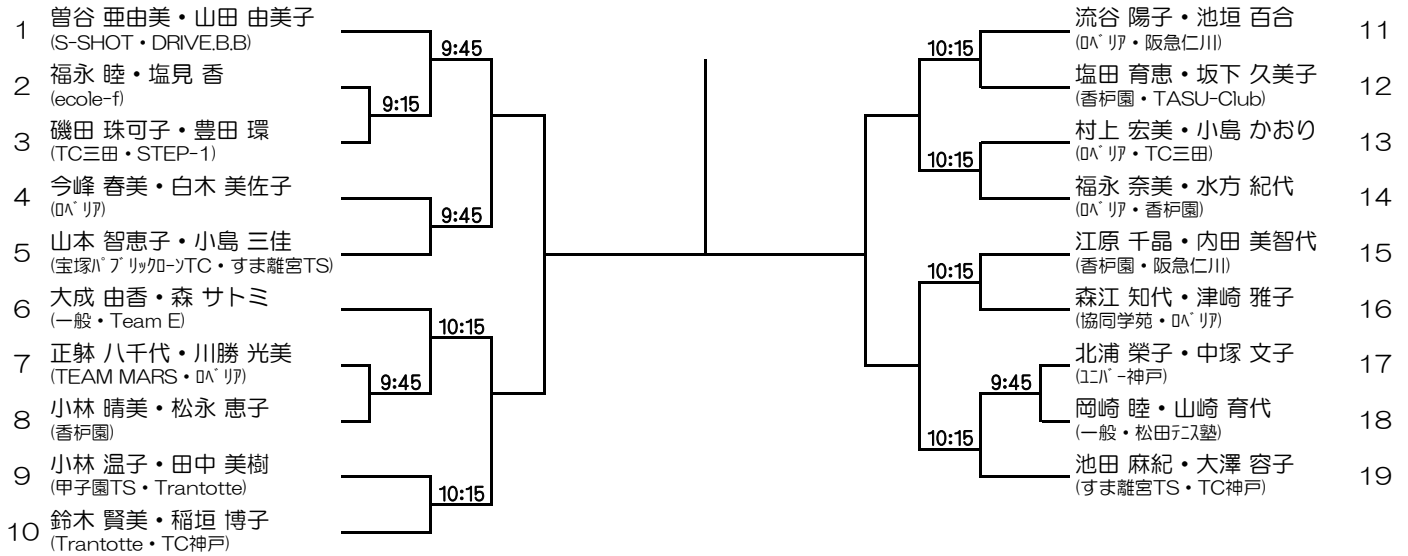 1 曽谷 亜由美・山田 由美子
(S-SHOT・DRIVE.B.B)
9:45
2 福永 睦・塩見 香
(ecole-f)
9:15
3 磯田 珠可子・豊田 環
(TC三田・STEP-1)
4 今峰 春美・白木 美佐子
(ﾛﾍﾞﾘｱ)
9:45
5 山本 智恵子・小島 三佳
(宝塚ﾊﾟﾌﾞﾘｯｸﾛｰﾝTC・すま離宮TS)
6 大成 由香・森 サトミ
(一般・Team E)
10:15
7 正躰 八千代・川勝 光美
(TEAM MARS・ﾛﾍﾞﾘｱ)
9:45
8 小林 晴美・松永 恵子
(香枦園)
9 小林 温子・田中 美樹
(甲子園TS・Trantotte)
10:15
10 鈴木 賢美・稲垣 博子
(Trantotte・TC神戸)
流谷 陽子・池垣 百合 11
(ﾛﾍﾞﾘｱ・阪急仁川)
10:15
塩田 育恵・坂下 久美子 12
(香枦園・TASU-Club)
村上 宏美・小島 かおり 13
(ﾛﾍﾞﾘｱ・TC三田)
10:15
福永 奈美・水方 紀代 14
(ﾛﾍﾞﾘｱ・香枦園)
江原 千晶・内田 美智代 15
(香枦園・阪急仁川)
10:15
森江 知代・津崎 雅子 16
(協同学苑・ﾛﾍﾞﾘｱ)
北浦 榮子・中塚 文子 17
(ﾕﾆﾊﾞｰ神戸)
9:45
岡崎 睦・山崎 育代 18
(一般・松田ﾃﾆｽ塾)
10:15
池田 麻紀・大澤 容子 19
(すま離宮TS・TC神戸)